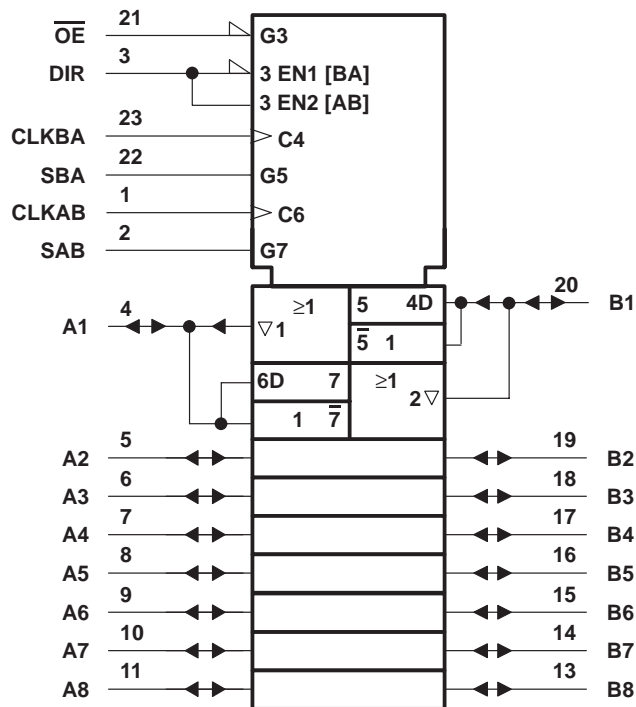 OE 21 G3
DIR 3 3 EN1 [BA]
3 EN2 [AB]
CLKBA 23 C4
SBA 22 G5
CLKAB 1 C6
SAB 2 G7
A1 4 ≥1 5 4D 20 B1
▽1 5̅ 1
6D 7 ≥1
2▽
1 7̅
A2 5 19 B2
A3 6 18 B3
A4 7 17 B4
A5 8 16 B5
A6 9 15 B6
A7 10 14 B7
A8 11 13 B8